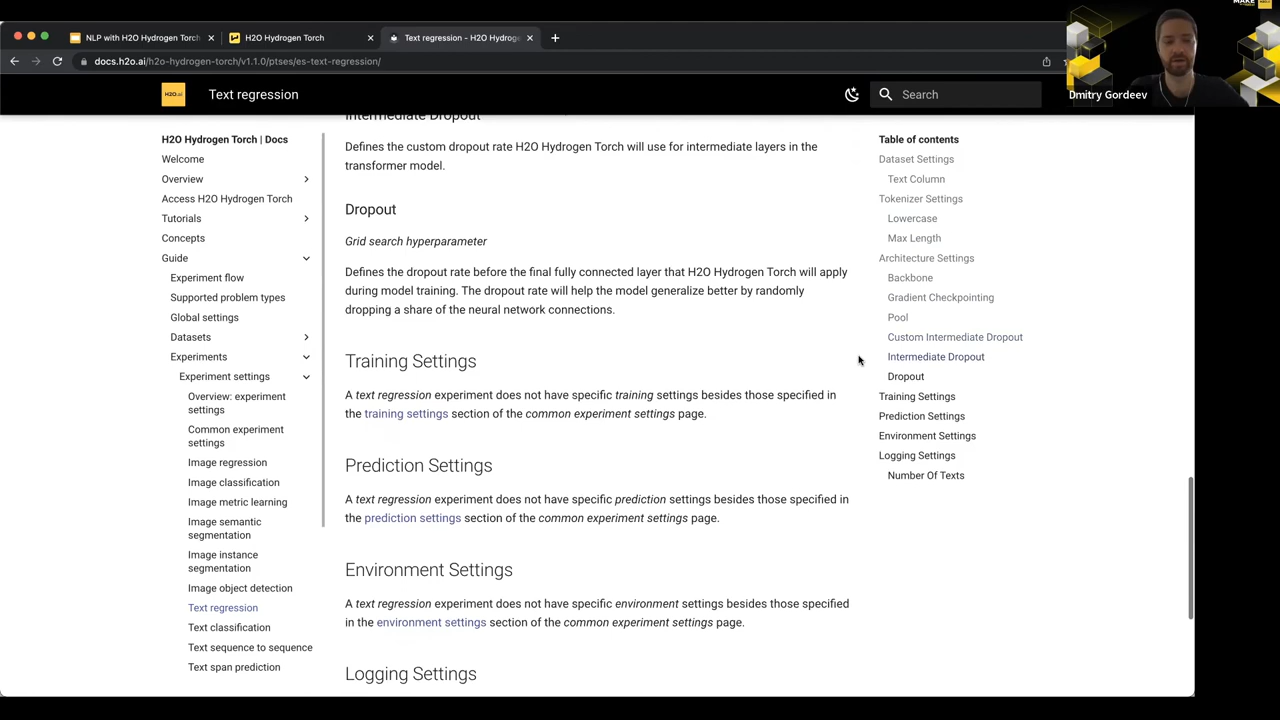 MAKE
NLP with H2O Hydrogen Torch
H2O Hydrogen Torch
Text regression - H2O Hydrog
docs.h2o.ai/h2o-hydrogen-torch/v1.1.0/ptses/es-text-regression/
Dmitry Gordeev
H2O.ai
Text regression
Search
H2O Hydrogen Torch | Docs
Welcome
Overview
Access H2O Hydrogen Torch
Tutorials
Concepts
Guide
Experiment flow
Supported problem types
Global settings
Datasets
Experiments
Experiment settings
Overview: experiment
settings
Common experiment
settings
Image regression
Image classification
Image metric learning
Image semantic
segmentation
Image instance
segmentation
Image object detection
Text regression
Text classification
Text sequence to sequence
Text span prediction
Intermediate Dropout
Defines the custom dropout rate H2O Hydrogen Torch will use for intermediate layers in the
transformer model.
Dropout
Grid search hyperparameter
Defines the dropout rate before the final fully connected layer that H2O Hydrogen Torch will apply
during model training. The dropout rate will help the model generalize better by randomly
dropping a share of the neural network connections.
Training Settings
A text regression experiment does not have specific training settings besides those specified in
the training settings section of the common experiment settings page.
Prediction Settings
A text regression experiment does not have specific prediction settings besides those specified in
the prediction settings section of the common experiment settings page.
Environment Settings
A text regression experiment does not have specific environment settings besides those specified
in the environment settings section of the common experiment settings page.
Logging Settings
Table of contents
Dataset Settings
Text Column
Tokenizer Settings
Lowercase
Max Length
Architecture Settings
Backbone
Gradient Checkpointing
Pool
Custom Intermediate Dropout
Intermediate Dropout
Dropout
Training Settings
Prediction Settings
Environment Settings
Logging Settings
Number Of Texts